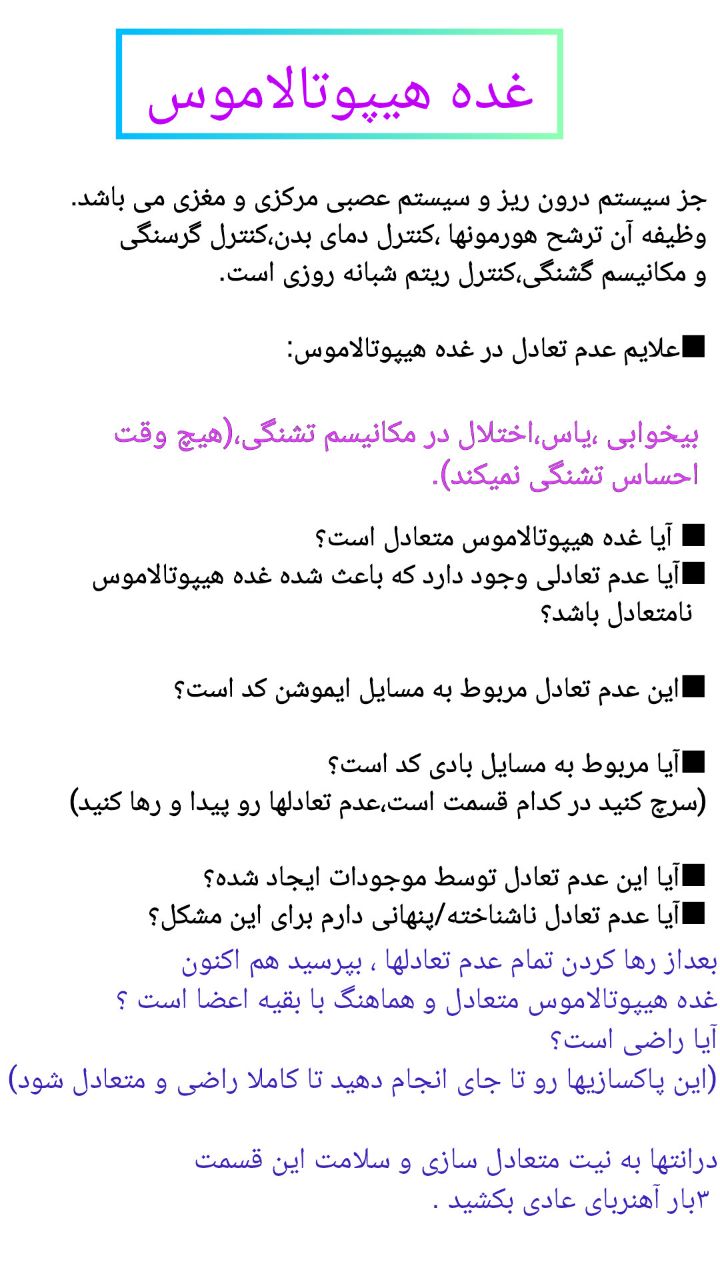 غده هیپوتالاموس
جز سیستم درون ریز و سیستم عصبی مرکزی و مغزی می باشد.
وظیفه آن ترشح هورمونها ،کنترل دمای بدن،کنترل گرسنگی
و مکانیسم گشنگی،کنترل ریتم شبانه روزی است.
■علایم عدم تعادل در غده هیپوتالاموس:
بیخوابی ،یاس،اختلال در مکانیسم تشنگی،(هیچ وقت
احساس تشنگی نمیکند).
■ آیا غده هیپوتالاموس متعادل است؟
■آیا عدم تعادلی وجود دارد که باعث شده غده هیپوتالاموس
نامتعادل باشد؟
■این عدم تعادل مربوط به مسایل ایموشن کد است؟
■آیا مربوط به مسایل بادی کد است؟
(سرچ کنید در کدام قسمت است،عدم تعادلها رو پیدا و رها کنید)
■آیا این عدم تعادل توسط موجودات ایجاد شده؟
■آیا عدم تعادل ناشناخته/پنهانی دارم برای این مشکل؟
بعداز رها کردن تمام عدم تعادلها ، بپرسید هم اکنون
غده هیپوتالاموس متعادل و هماهنگ با بقیه اعضا است ؟
آیا راضی است؟
(این پاکسازیها رو تا جای انجام دهید تا کاملا راضی و متعادل شود)
درانتها به نیت متعادل سازی و سلامت این قسمت
۳بار آهنربای عادی بکشید .